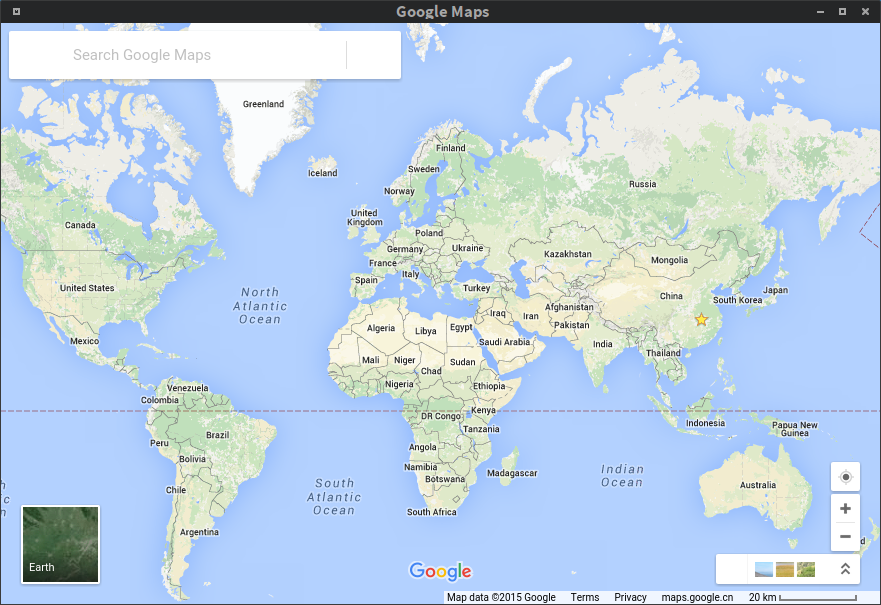 Google Maps
Search Google Maps
Greenland
Iceland
Finland
Sweden
Norway
Russia
United
Kingdom
Canada
Poland
Germany
Ukraine
France
Italy
Kazakhstan
Mongolia
Spain
Turkey
United States
North
Atlantic
Ocean
China
Japan
South Korea
Iraq
Iran
Afghanistan
Pakistan
Algeria
Libya
Egypt
Saudi Arabia
India
Mexico
Thailand
Mali
Niger
Chad
Sudan
Nigeria
Ethiopia
Venezuela
Colombia
DR Congo
Kenya
Tanzania
Indonesia
Papua New
Guinea
Peru
Brazil
Bolivia
Angola
Namibia
Botswana
Madagascar
Indian
Ocean
Chile
South
Atlantic
Ocean
South Africa
Australia
Argentina
Earth
Google
Map data ©2015 Google Terms Privacy maps.google.cn 20 km